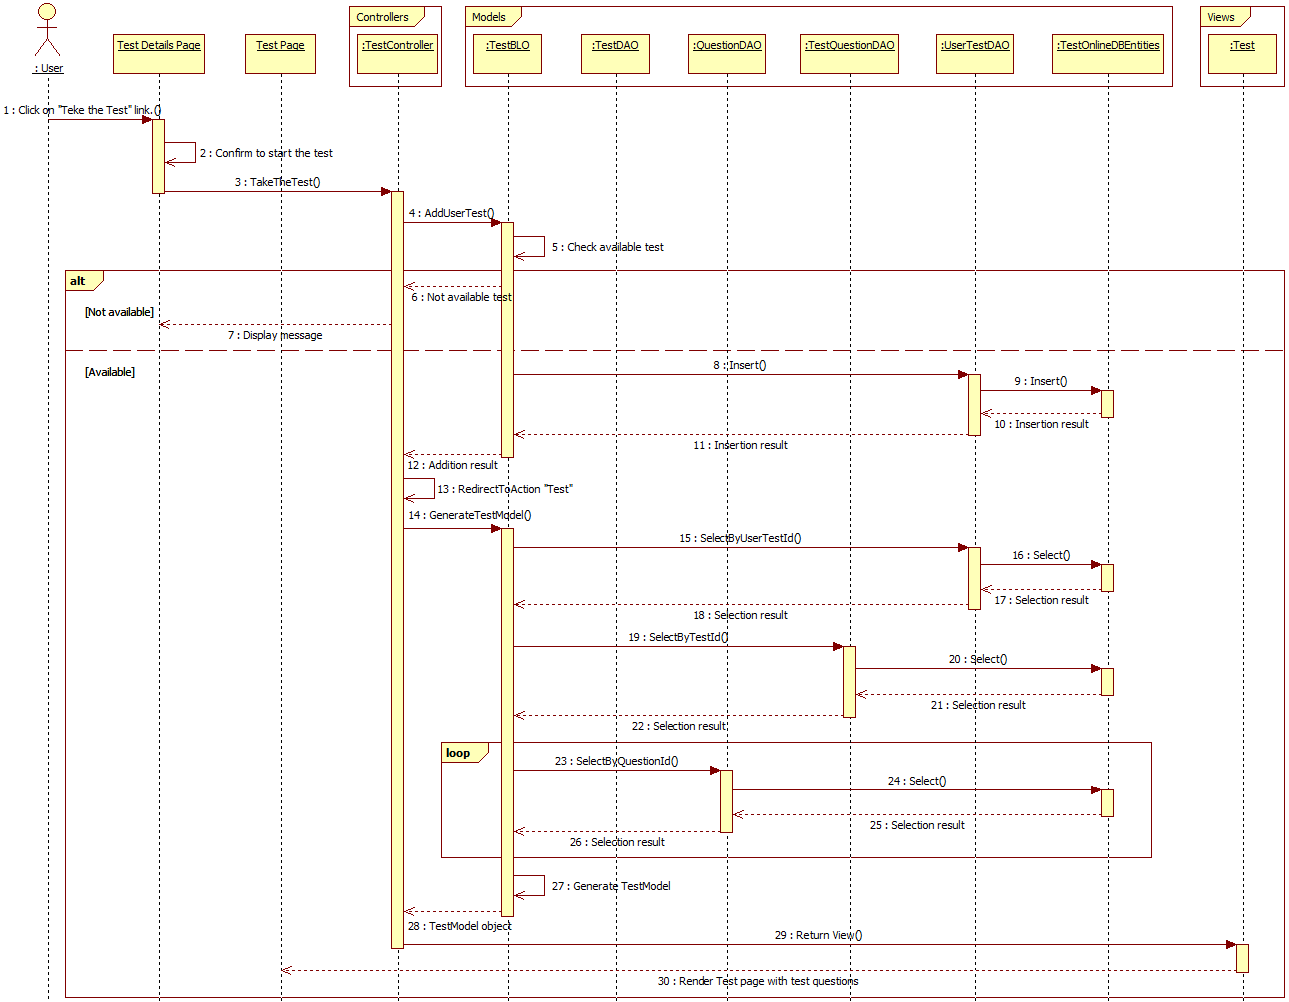 Controllers
Models
Views
: User
Test Details Page
Test Page
:TestController
:TestBLO
:TestDAO
:QuestionDAO
:TestQuestionDAO
:UserTestDAO
:TestOnlineDBEntities
:Test
1 : Click on "Teke the Test" link.()
2 : Confirm to start the test
3 : TakeTheTest()
4 : AddUserTest()
5 : Check available test
alt
6 : Not available test
[Not available]
7 : Display message
[Available]
8 : Insert()
9 : Insert()
10 : Insertion result
11 : Insertion result
12 : Addition result
13 : RedirectToAction "Test"
14 : GenerateTestModel()
15 : SelectByUserTestId()
16 : Select()
17 : Selection result
18 : Selection result
19 : SelectByTestId()
20 : Select()
21 : Selection result
22 : Selection result
loop
23 : SelectByQuestionId()
24 : Select()
25 : Selection result
26 : Selection result
27 : Generate TestModel
28 : TestModel object
29 : Return View()
30 : Render Test page with test questions